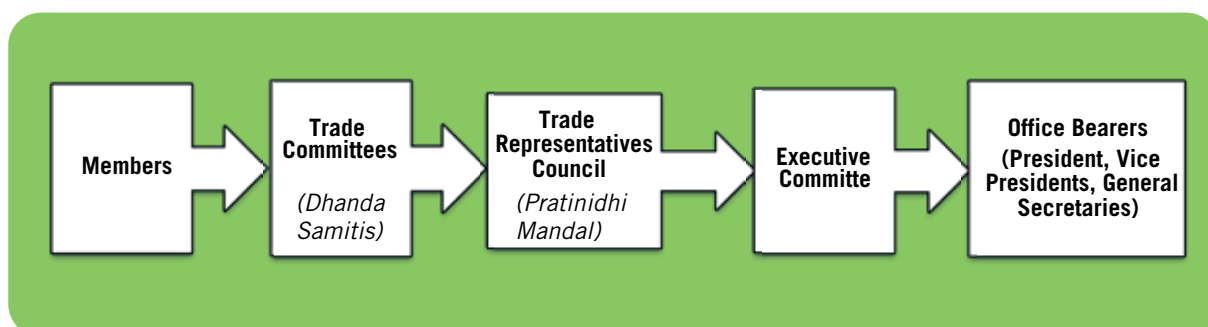 Members
Trade
Committees
(Dhanda
Samitis)
Trade
Representatives
Council
(Pratinidhi
Mandal)
Executive
Committe
Office Bearers
(President, Vice
Presidents, General
Secretaries)